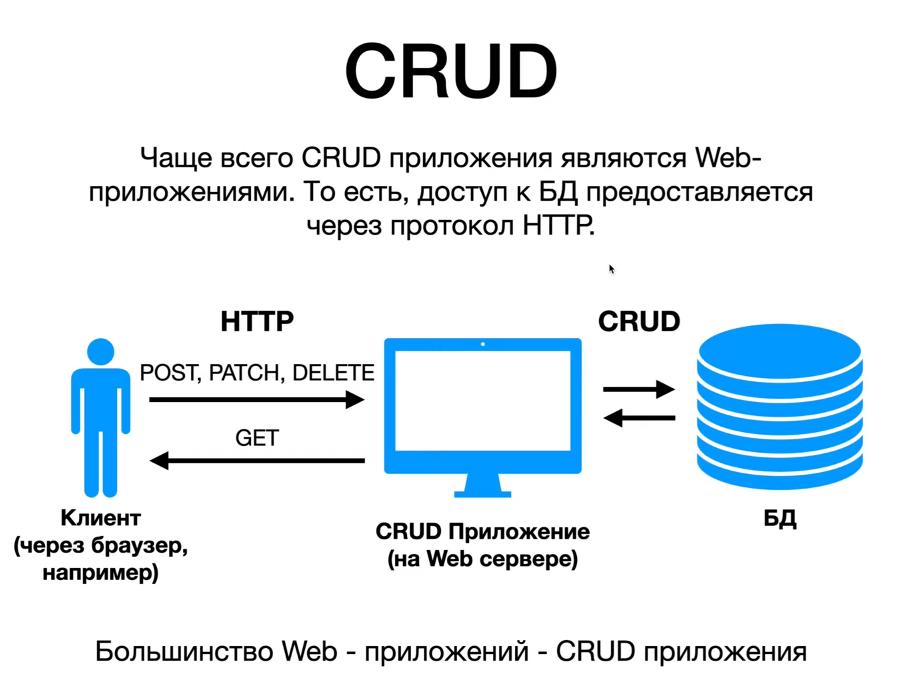 CRUD
Чаще всего CRUD приложения являются Web-
приложениями. То есть, доступ к БД предоставляется
через протокол HTTP.
HTTP
CRUD
POST, PATCH, DELETE
GET
Клиент
(через браузер,
например)
CRUD Приложение
(на Web сервере)
БД
Большинство Web - приложений - CRUD приложения